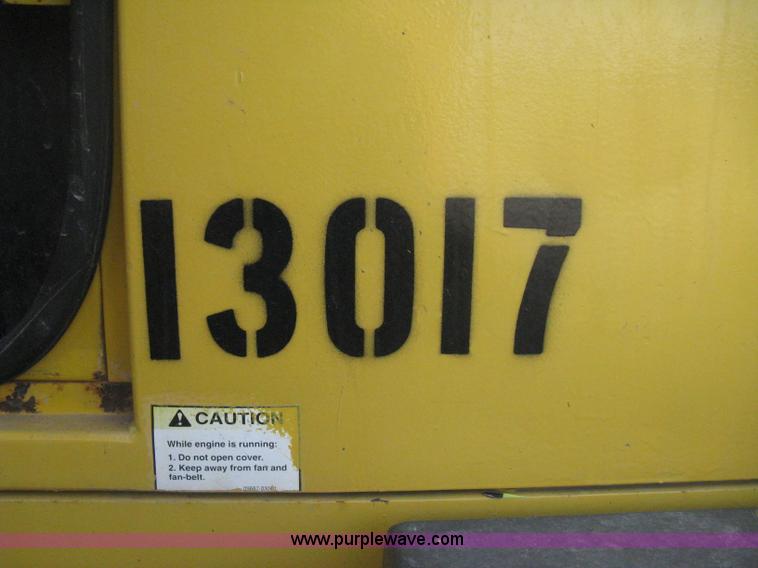 13017
CAUTION
While engine is running:
1. Do not open cover.
2. Keep away from fan and
fan-belt.
www.purplewave.com